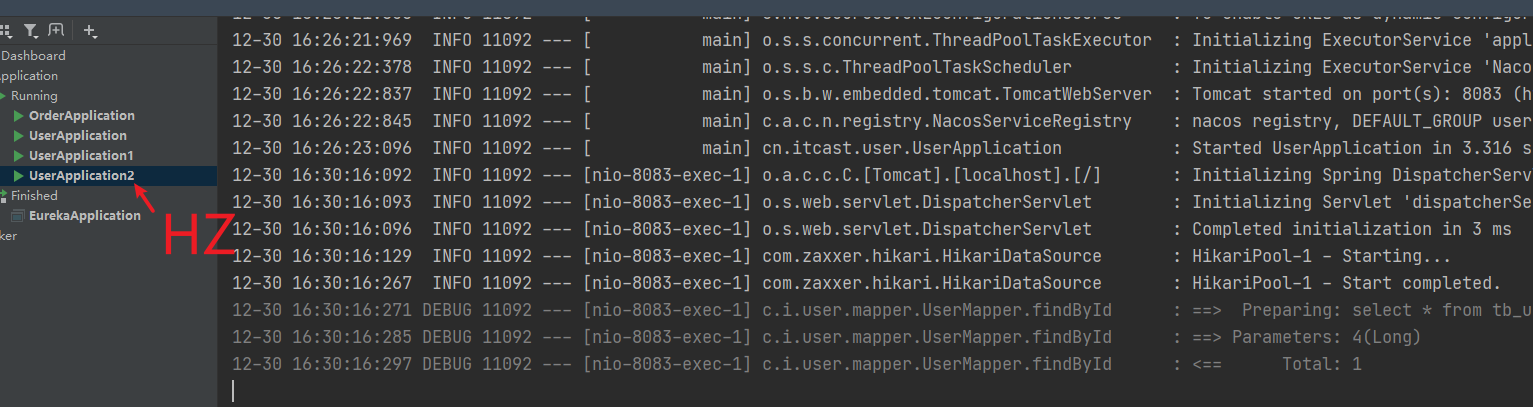 Dashboard
Application
Running
OrderApplication
UserApplication
UserApplication1
UserApplication2
Finished
EurekaApplication
ker
HZ
12-30 16:26:21:969  INFO 11092 --- [           main] o.s.s.concurrent.ThreadPoolTaskExecutor  : Initializing ExecutorService 'appl
12-30 16:26:22:378  INFO 11092 --- [           main] o.s.s.c.ThreadPoolTaskScheduler          : Initializing ExecutorService 'Naco
12-30 16:26:22:837  INFO 11092 --- [           main] o.s.b.w.embedded.tomcat.TomcatWebServer  : Tomcat started on port(s): 8083 (h
12-30 16:26:22:845  INFO 11092 --- [           main] c.a.c.n.registry.NacosServiceRegistry    : nacos registry, DEFAULT_GROUP user
12-30 16:26:23:096  INFO 11092 --- [           main] cn.itcast.user.UserApplication           : Started UserApplication in 3.316 s
12-30 16:30:16:092  INFO 11092 --- [nio-8083-exec-1] o.a.c.c.C.[Tomcat].[localhost].[/]       : Initializing Spring DispatcherServ
12-30 16:30:16:093  INFO 11092 --- [nio-8083-exec-1] o.s.web.servlet.DispatcherServlet        : Initializing Servlet 'dispatcherSe
12-30 16:30:16:096  INFO 11092 --- [nio-8083-exec-1] o.s.web.servlet.DispatcherServlet        : Completed initialization in 3 ms
12-30 16:30:16:129  INFO 11092 --- [nio-8083-exec-1] com.zaxxer.hikari.HikariDataSource       : HikariPool-1 - Starting...
12-30 16:30:16:267  INFO 11092 --- [nio-8083-exec-1] com.zaxxer.hikari.HikariDataSource       : HikariPool-1 - Start completed.
12-30 16:30:16:271 DEBUG 11092 --- [nio-8083-exec-1] c.i.user.mapper.UserMapper.findById      : ==>  Preparing: select * from tb_u
12-30 16:30:16:285 DEBUG 11092 --- [nio-8083-exec-1] c.i.user.mapper.UserMapper.findById      : ==> Parameters: 4(Long)
12-30 16:30:16:297 DEBUG 11092 --- [nio-8083-exec-1] c.i.user.mapper.UserMapper.findById      : <==      Total: 1